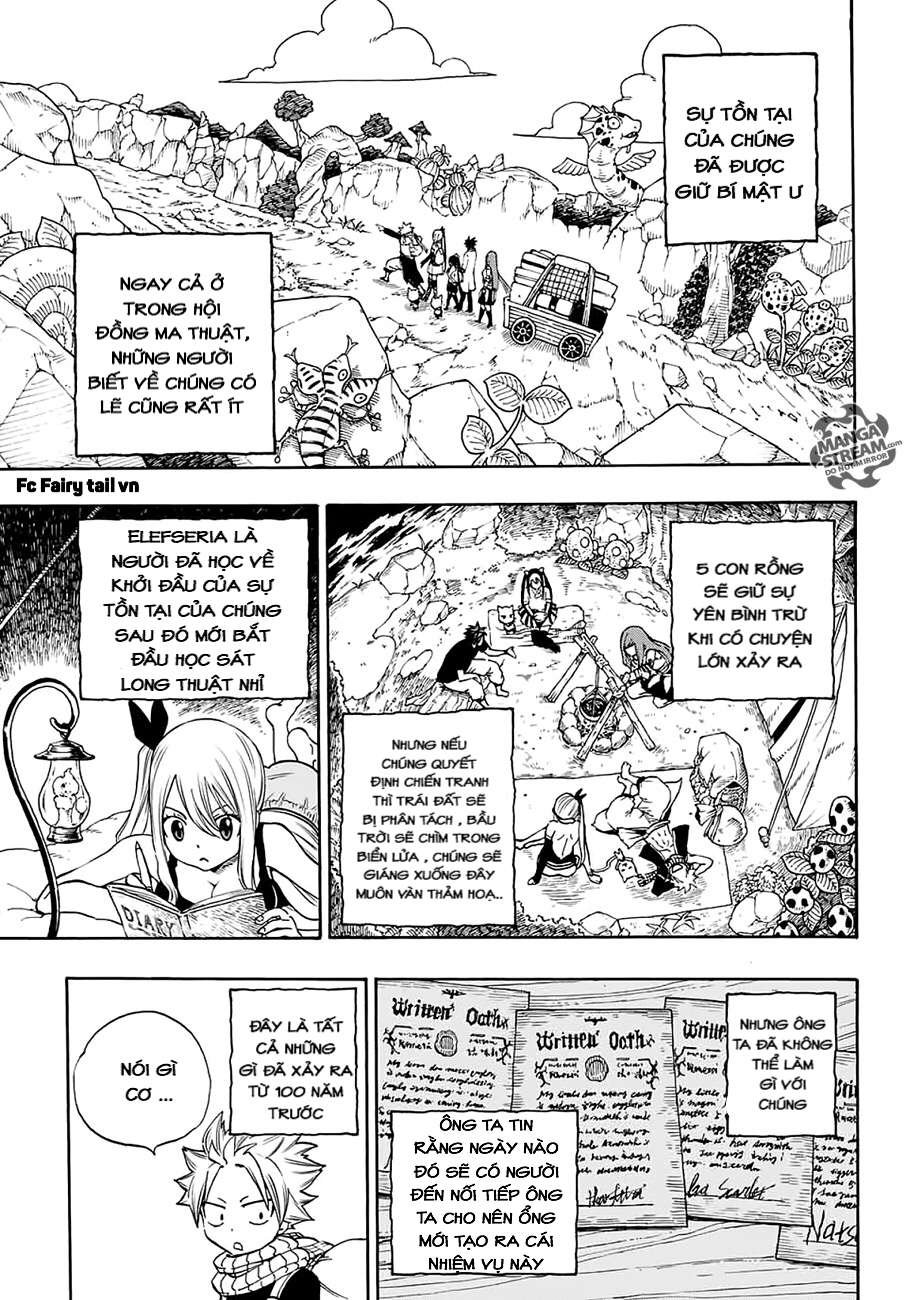 SỰ TỒN TẠI
CỦA CHÚNG
ĐÃ ĐƯỢC
GIỮ BÍ MẬT Ư
NGAY CẢ Ở
TRONG HỘI
ĐỒNG MA THUẬT,
NHỮNG NGƯỜI
BIẾT VỀ CHÚNG CÓ
LẼ CŨNG RẤT ÍT
MANGA
STREAM.com
DO NOT MIRROR
Fc Fairy tail vn
ELEFSERIA LÀ
NGƯỜI ĐÃ HỌC VỀ
KHỞI ĐẦU CỦA SỰ
TỒN TẠI CỦA CHÚNG
SAU ĐÓ MỚI BẮT
ĐẦU HỌC SÁT
LONG THUẬT NHỈ
DIARY
5 CON RỒNG
SẼ GIỮ SỰ
YÊN BÌNH TRỪ
KHI CÓ CHUYỆN
LỚN XẢY RA
NHƯNG NẾU
CHÚNG QUYẾT
ĐỊNH CHIẾN TRANH
THÌ TRÁI ĐẤT SẼ
BỊ PHÂN TÁCH , BẦU
TRỜI SẼ CHÌM TRONG
BIỂN LỬA , CHÚNG SẼ
GIÁNG XUỐNG ĐÂY
MUÔN VÀN THẢM HOẠ..
NÓI GÌ
CƠ ...
ĐÂY LÀ TẤT
CẢ NHỮNG
GÌ ĐÃ XẢY RA
TỪ 100 NĂM
TRƯỚC
Written Oath
Written Oath
NHƯNG ÔNG
TA ĐÃ KHÔNG
THỂ LÀM
GÌ VỚI
CHÚNG
ÔNG TA TIN
RẰNG NGÀY NÀO
ĐÓ SẼ CÓ NGƯỜI
ĐẾN NỐI TIẾP ÔNG
TA CHO NÊN ỔNG
MỚI TẠO RA CÁI
NHIỆM VỤ NÀY
Scarlet
Nats